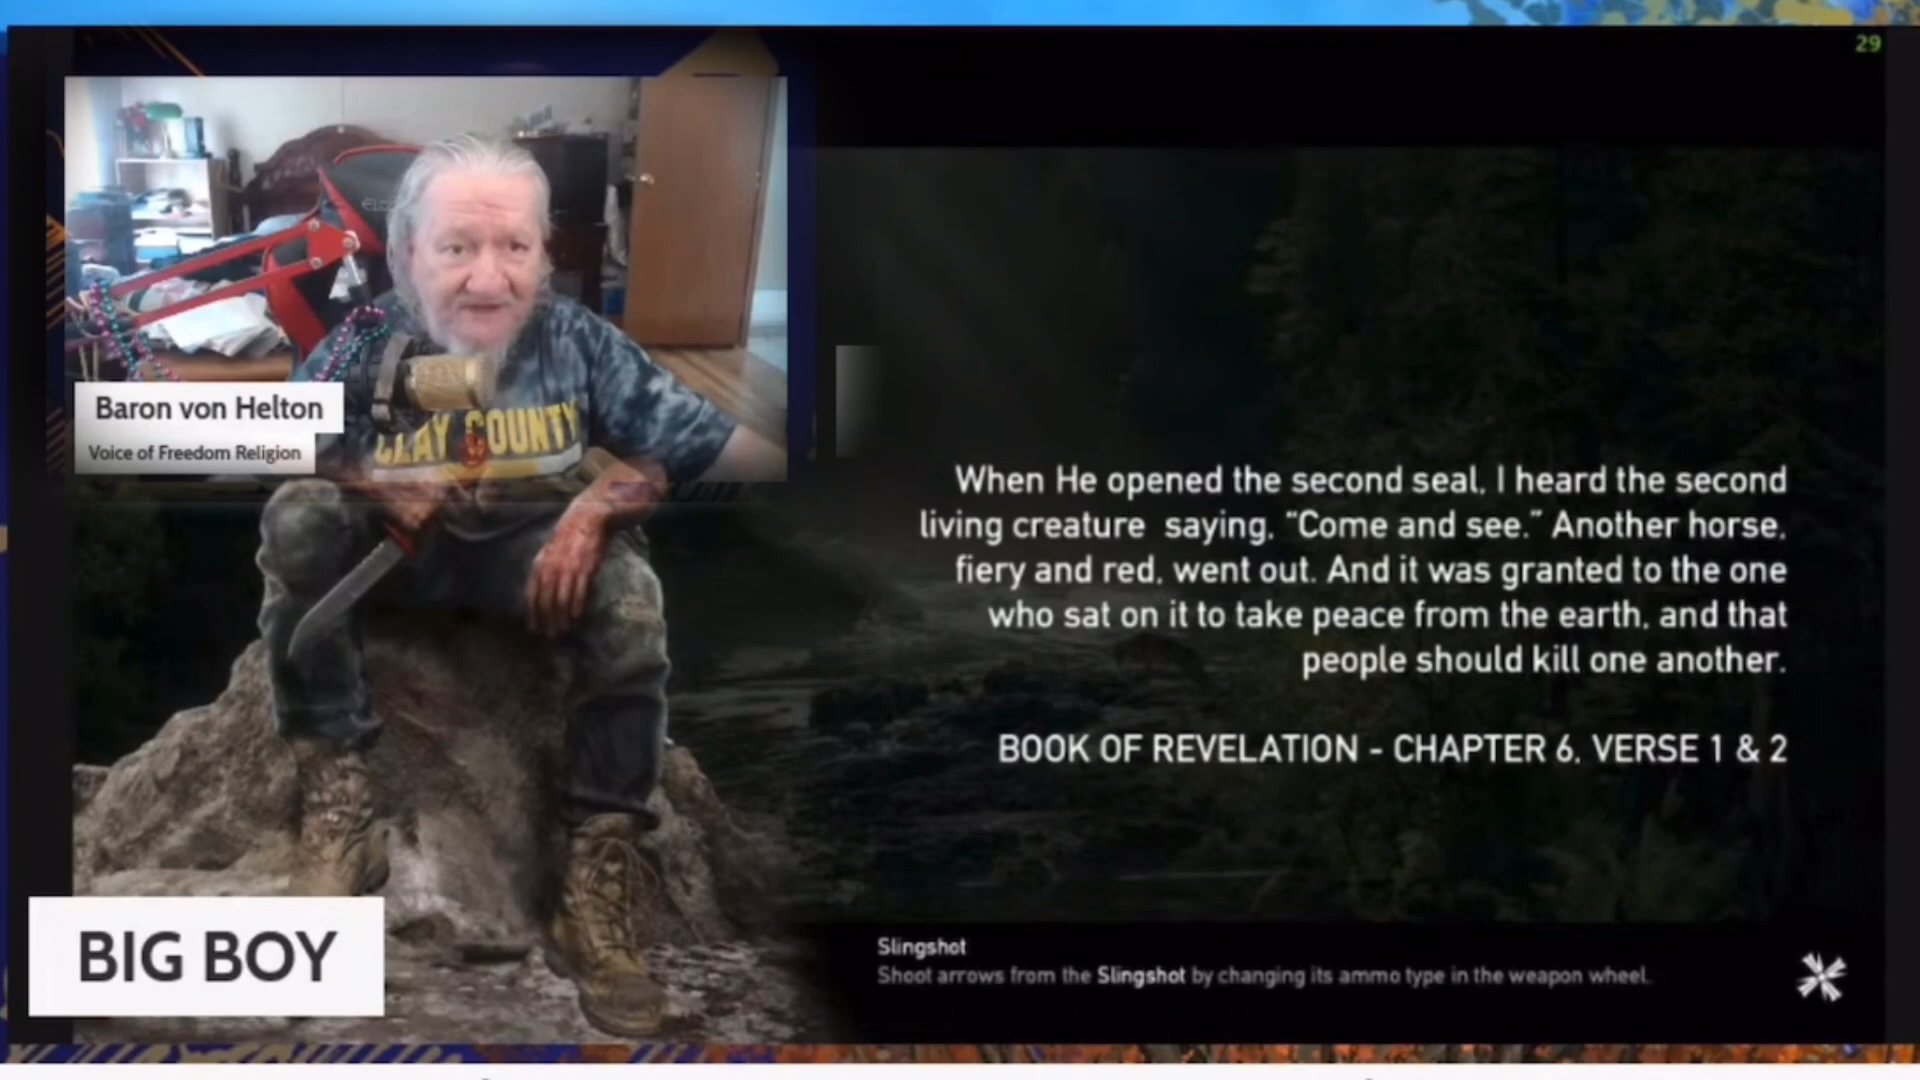 29
Baron von Helton
Voice of Freedom Religion
CLAY COUNTY
When He opened the second seal, I heard the second
living creature saying, "Come and see." Another horse,
fiery and red, went out. And it was granted to the one
who sat on it to take peace from the earth, and that
people should kill one another.
BOOK OF REVELATION - CHAPTER 6, VERSE 1 & 2
BIG BOY
Slingshot
Shoot arrows from the Slingshot by changing its ammo type in the weapon wheel.